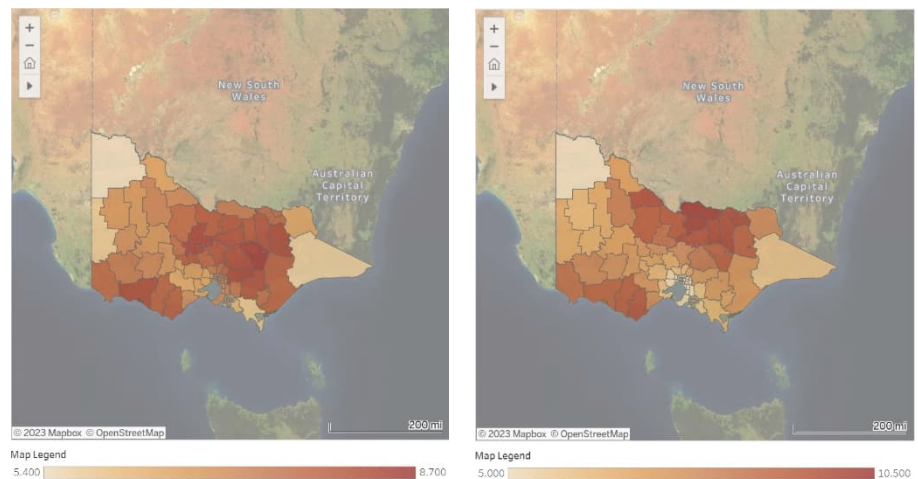 New South
Wales
Australian
Capital
Territory
200 mi
© 2023 Mapbox © OpenStreetMap
Map Legend
5.400
8.700
New South
Wales
Australian
Capital
Territory
200 mi
© 2023 Mapbox © OpenStreetMap
Map Legend
5.000
10.500